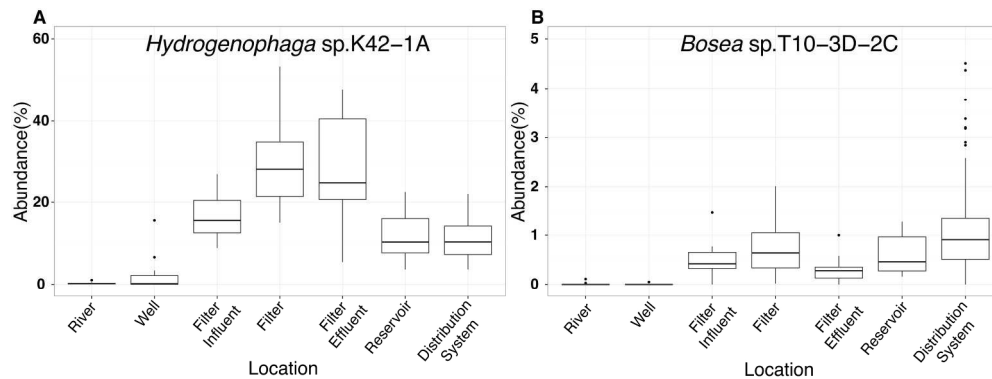 A
Hydrogenophaga sp.K42−1A
Abundance(%)
60
40
20
0
River
Well
Filter
Influent
Filter
Filter
Effluent
Reservoir
Distribution
System
Location
B
Bosea sp.T10−3D−2C
Abundance(%)
5
4
3
2
1
0
River
Well
Filter
Influent
Filter
Filter
Effluent
Reservoir
Distribution
System
Location